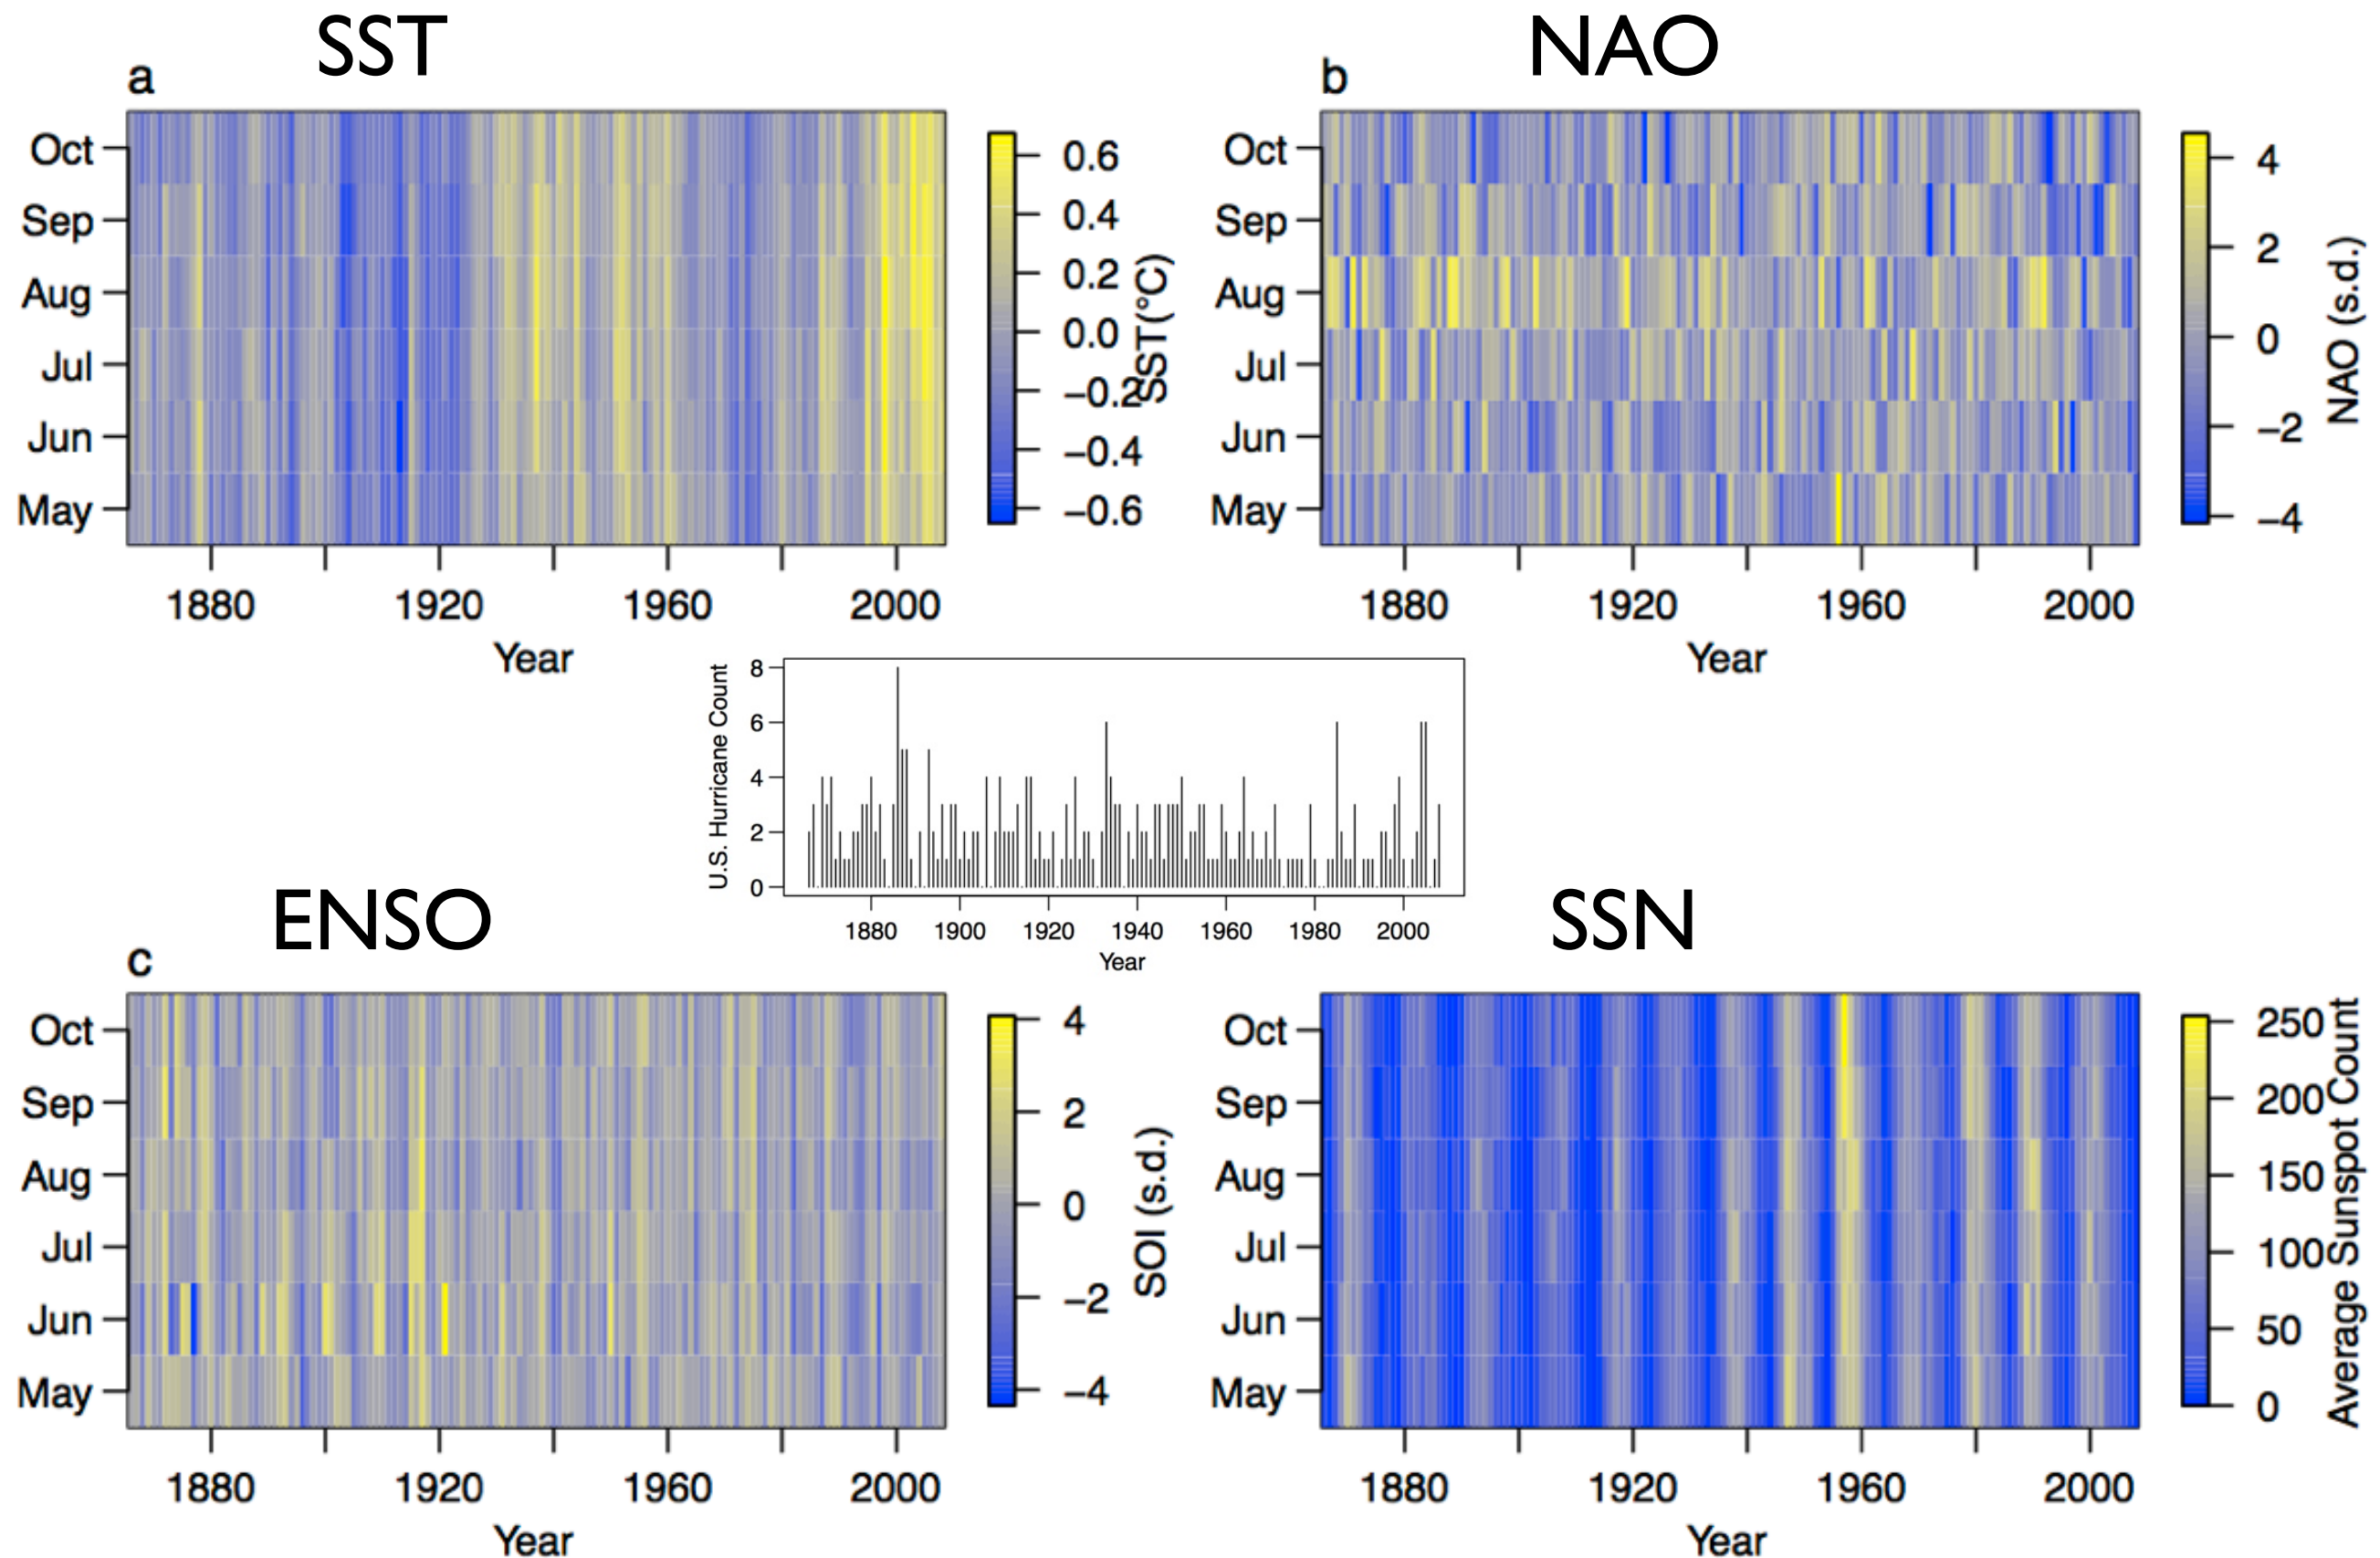 SST
a
Oct
Sep
Aug
Jul
Jun
May
1880 1920 1960 2000
Year
0.6
0.4
0.2
0.0
−0.2
−0.4
−0.6
SST(°C)
NAO
b
Oct
Sep
Aug
Jul
Jun
May
1880 1920 1960 2000
Year
4
2
0
−2
−4
NAO (s.d.)
U.S. Hurricane Count
8
6
4
2
0
1880 1900 1920 1940 1960 1980 2000
Year
ENSO
c
Oct
Sep
Aug
Jul
Jun
May
1880 1920 1960 2000
Year
4
2
0
−2
−4
SOI (s.d.)
SSN
Oct
Sep
Aug
Jul
Jun
May
1880 1920 1960 2000
Year
250
200
150
100
50
0
Average Sunspot Count